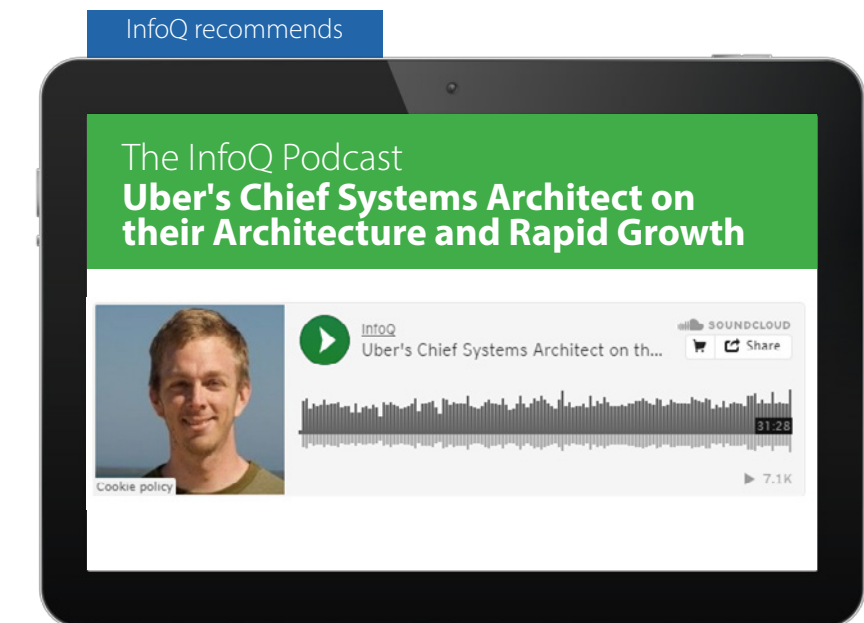 InfoQ recommends
The InfoQ Podcast
Uber's Chief Systems Architect on
their Architecture and Rapid Growth
InfoQ
SOUNDCLOUD
Uber's Chief Systems Architect on th...
Share
31:28
Cookie policy
7.1K